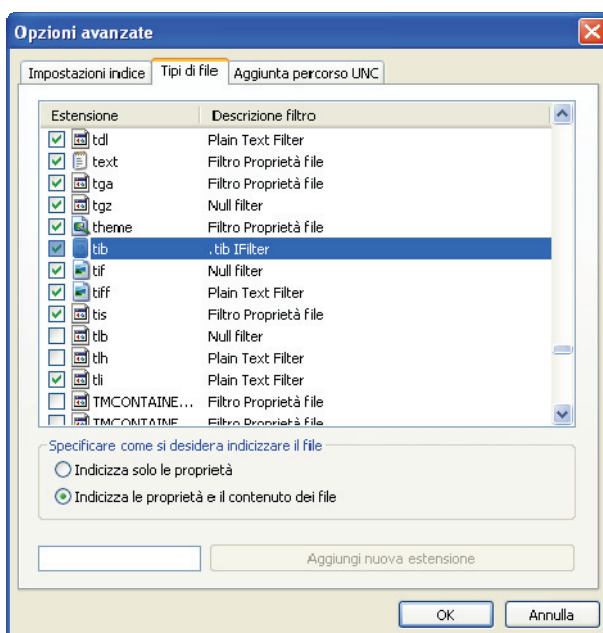 Opzioni avanzate
Impostazioni indice Tipi di file Aggiunta percorso UNC
Estensione Descrizione filtro
tdl Plain Text Filter
text Filtro Proprietà file
tga Filtro Proprietà file
tgz Null filter
theme Filtro Proprietà file
tib .tib IFilter
tif Null filter
tiff Plain Text Filter
tis Filtro Proprietà file
tlb Null filter
tlh Plain Text Filter
tli Plain Text Filter
TMCONTAINE... Filtro Proprietà file
TMCONTAINE... Filtro Proprietà file
Specificare come si desidera indicizzare il file
Indicizza solo le proprietà
Indicizza le proprietà e il contenuto dei file
Aggiungi nuova estensione
OK Annulla